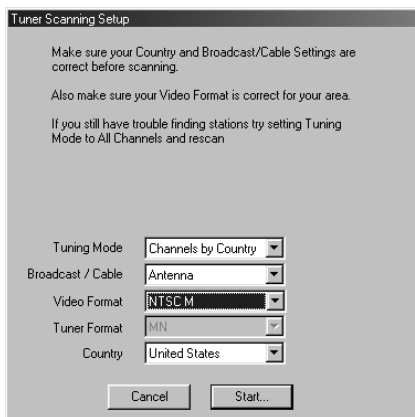 Tuner Scanning Setup
Make sure your Country and Broadcast/Cable Settings are
correct before scanning.
Also make sure your Video Format is correct for your area.
If you still have trouble finding stations try setting Tuning
Mode to All Channels and rescan
Tuning Mode Channels by Country
Broadcast / Cable Antenna
Video Format NTSC M
Tuner Format MN
Country United States
Cancel Start...